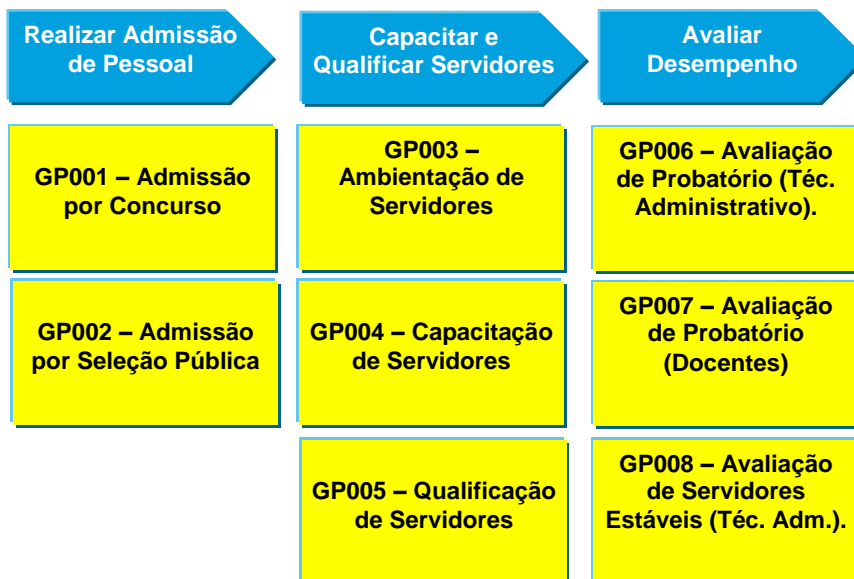 Realizar Admissão
de Pessoal
Capacitar e
Qualificar Servidores
Avaliar
Desempenho
GP001 – Admissão
por Concurso
GP002 – Admissão
por Seleção Pública
GP003 –
Ambientação de
Servidores
GP004 – Capacitação
de Servidores
GP005 – Qualificação
de Servidores
GP006 – Avaliação
de Probatório (Téc.
Administrativo).
GP007 – Avaliação
de Probatório
(Docentes)
GP008 – Avaliação
de Servidores
Estáveis (Téc. Adm.).